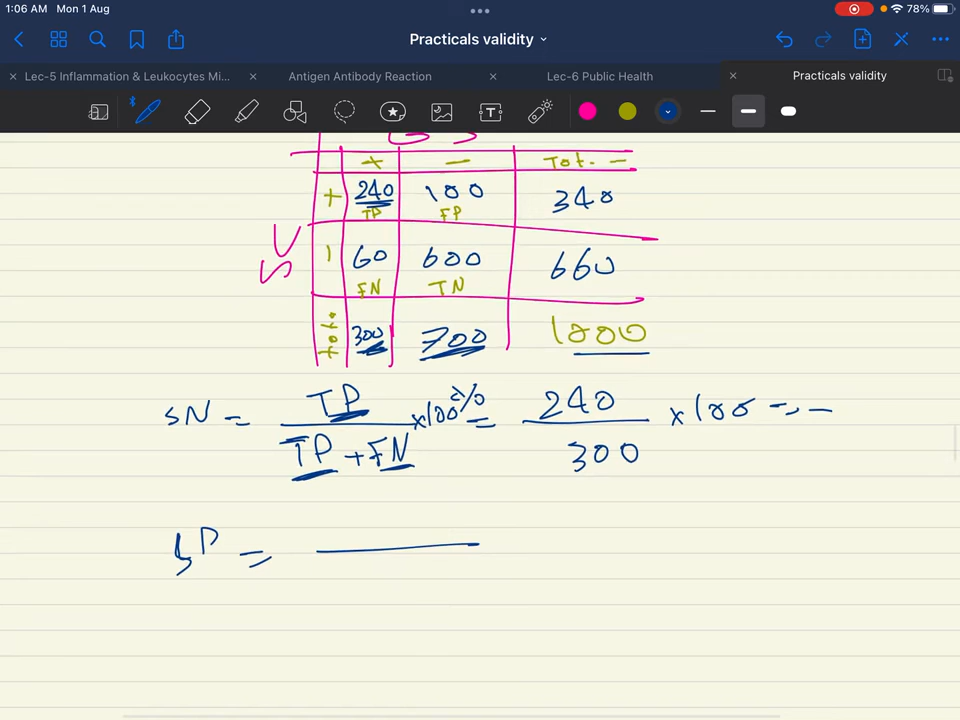 1:06 AM Mon 1 Aug
78%
Practicals validity
Lec-5 Inflammation & Leukocytes Mi...
Antigen Antibody Reaction
Lec-6 Public Health
Practicals validity
+ − Tot. −
+ 240 100 340
TP FP
60 600 660
FN TN
300 700 1000
SN = TP / TP + FN ×100% = 240 / 300 ×100 =
SP =